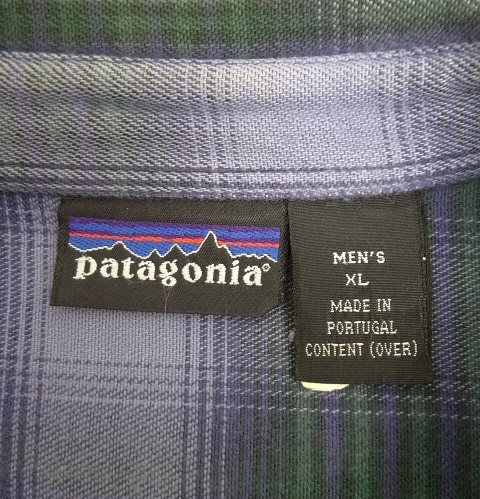 patagonia®
MEN'S
XL
MADE IN
PORTUGAL
CONTENT (OVER)